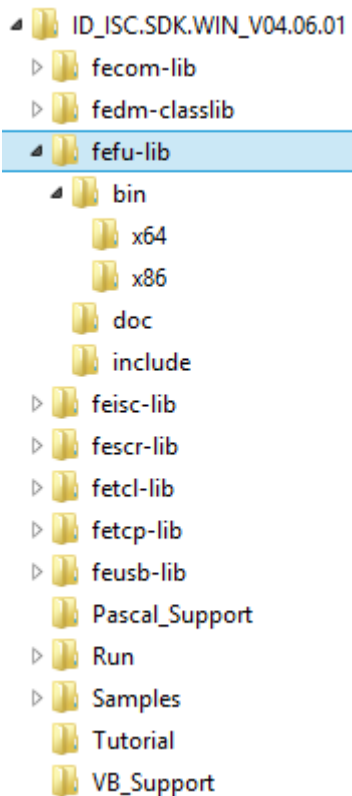 ID_ISC.SDK.WIN_V04.06.01
fecom-lib
fedm-classlib
fefu-lib
bin
x64
x86
doc
include
feisc-lib
fescr-lib
fetcl-lib
fetcp-lib
feusb-lib
Pascal_Support
Run
Samples
Tutorial
VB_Support